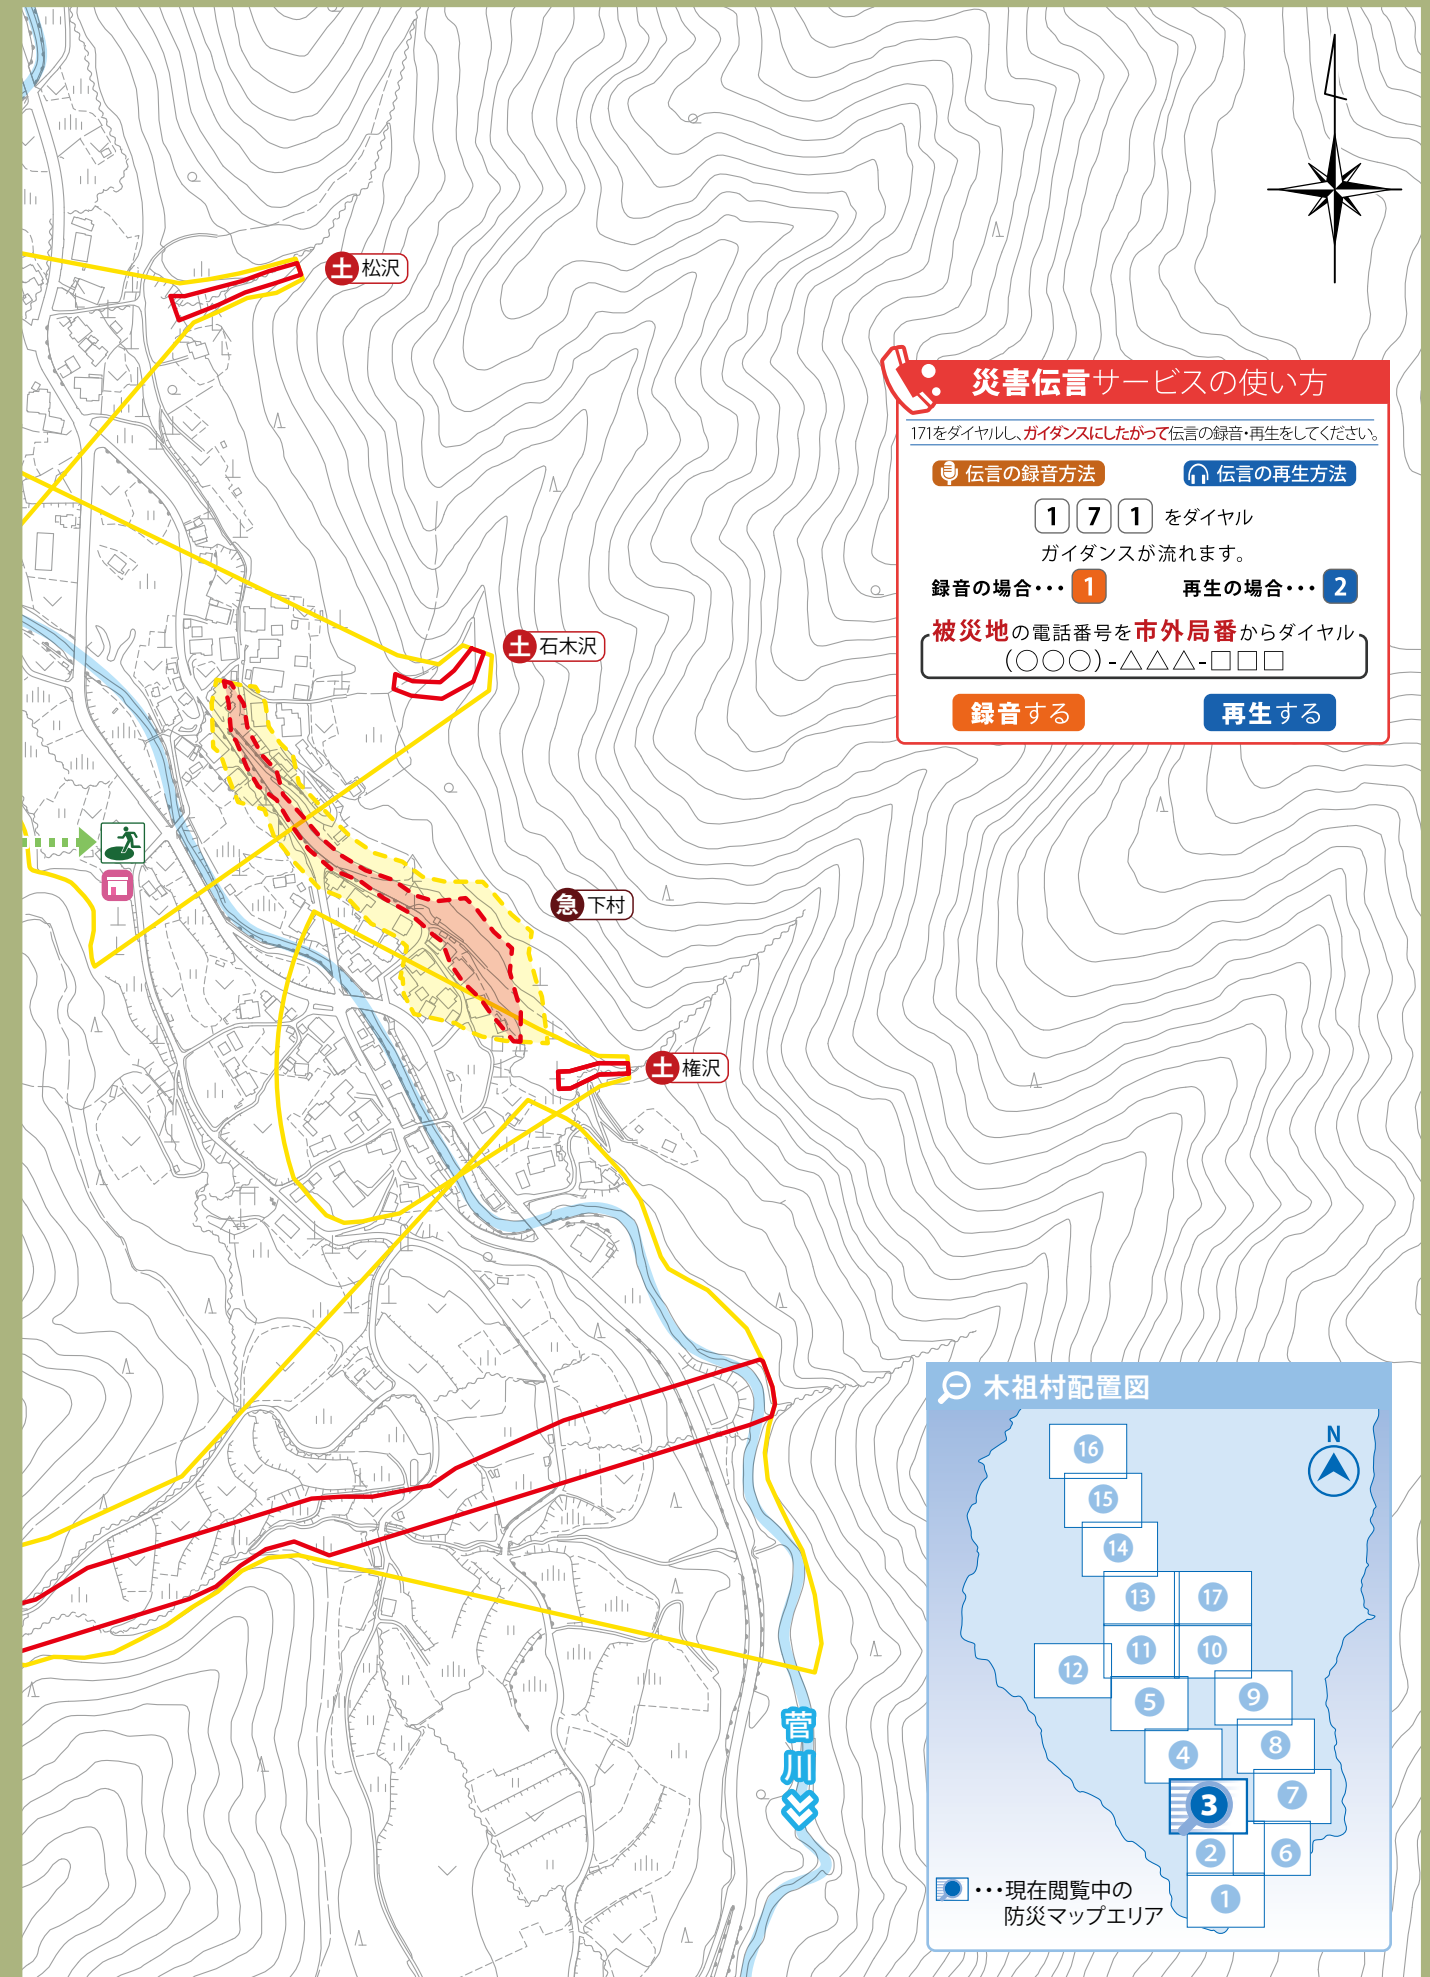 土 松沢
災害伝言サービスの使い方
171をダイヤルし、ガイダンスにしたがって伝言の録音・再生をしてください。
伝言の録音方法
伝言の再生方法
1 7 1 をダイヤル
ガイダンスが流れます。
録音の場合・・・ 1
再生の場合・・・ 2
被災地の電話番号を市外局番からダイヤル
(○○○)-△△△-□□□
録音する
再生する
土 石木沢
急 下村
土 権沢
菅川
木祖村配置図
N
16
15
14
13
17
11
10
12
5
9
4
8
3
7
2
6
1
・・・現在閲覧中の
防災マップエリア